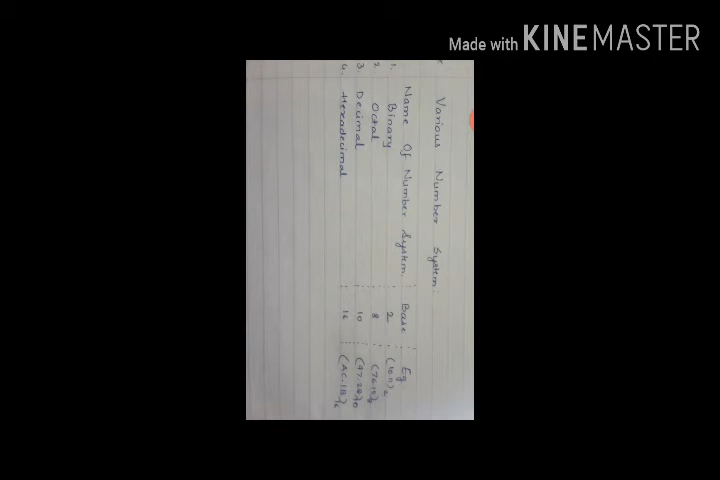 Made with KINEMASTER
Various Number System:
Name Of Number System : Base : Eg
1. Binary : 2 :
2. Octal : 8 :
3. Decimal : 10 :
4. Hexadecimal : 16 :